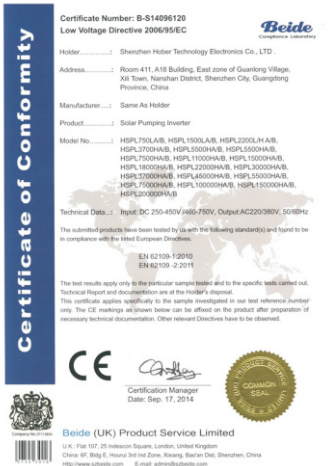 Certificate of Conformity
Certificate Number: B-S14096120
Low Voltage Directive 2006/95/EC
Beide
Compliance Laboratory
Holder..............: Shenzhen Hober Technology Electronics Co., LTD.
Address...........: Room 411, A18 Building, East zone of Guanlong Village,
Xili Town, Nanshan District, Shenzhen City, Guangdong
Province, China
Manufacturer....: Same As Holder
Product............: Solar Pumping Inverter
Model No..........: HSPL750LA/B, HSPL1500LA/B, HSPL2200L/H A/B,
HSPL3700HA/B, HSPL5500HA/B, HSPL5500HA/B,
HSPL7500HA/B, HSPL11000HA/B, HSPL15000HA/B,
HSPL18000HA/B, HSPL22000HA/B, HSPL30000HA/B,
HSPL37000HA/B, HSPL45000HA/B, HSPL55000HA/B,
HSPL75000HA/B, HSPL100000HA/B, HSPL150000HA/B,
HSPL200000HA/B
Technical Data...: Input: DC 250-450V /460-750V, Output:AC220/380V, 50/60Hz
The submitted products have been tested by us with the following standard(s) and found to be
in compliance with the listed European Directives.
EN 62109-1:2010
EN 62109 -2:2011
The test results apply only to the particular sample tested and to the specific tests carried out.
Technical Report and documentation are at the Holder's disposal.
This certificate applies specifically to the sample investigated in our test reference number
only. The CE markings as shown below can be affixed on the product after preparation of
necessary technical documentation. Other relevant Directives have to be observed.
CE
Certification Manager
Date: Sep. 17, 2014
PRODUCT SERVICE
COMMON
SEAL
Beide (UK) Product Service Limited
U.K.: Flat 107, 25 Indescon Square, London, United Kingdom
China: 6F, Bldg E, Hourui 3rd Ind Zone, Xixiang, Bao'an Dist, Shenzhen, China
Http://www.szbeide.com E-mail: admin@szbeide.com